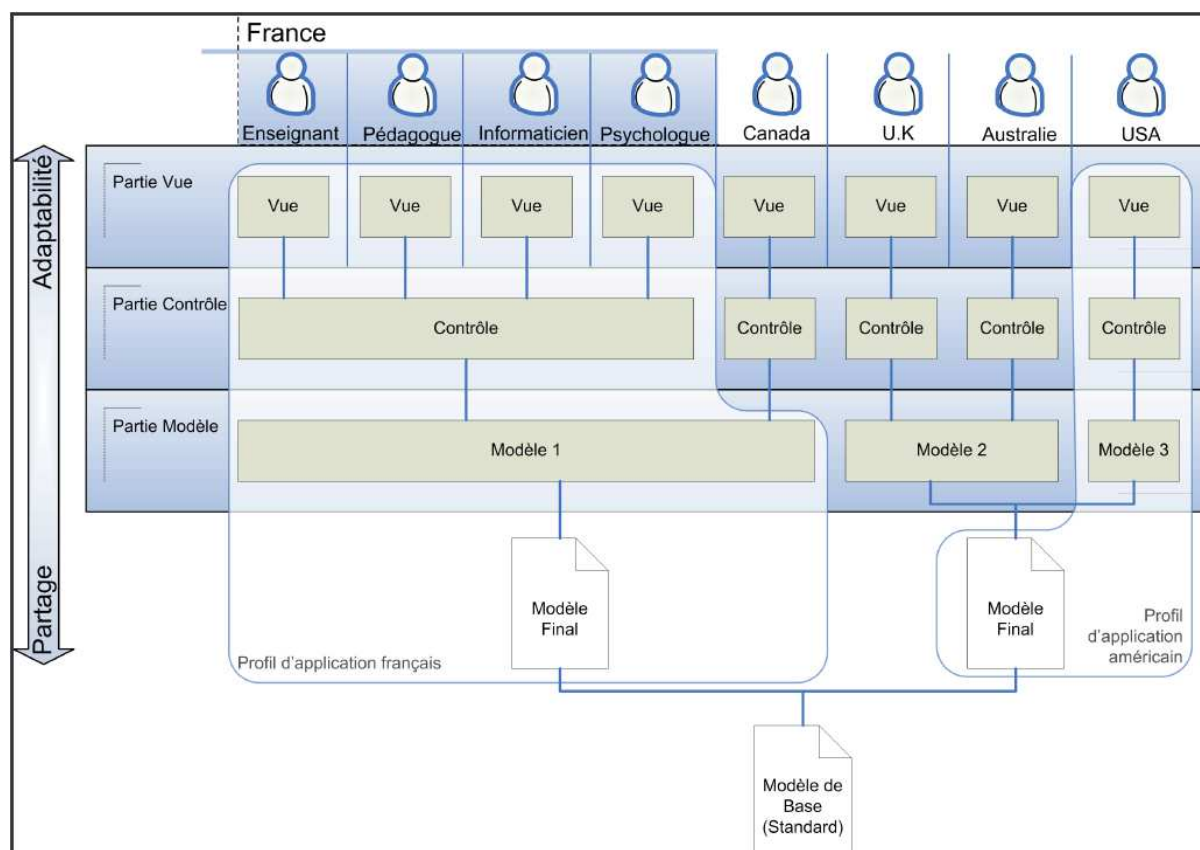 France
Enseignant
Pédagogue
Informaticien
Psychologue
Canada
U.K
Australie
USA
Adaptabilité
Partage
Partie Vue
Vue
Vue
Vue
Vue
Vue
Vue
Vue
Vue
Partie Contrôle
Contrôle
Contrôle
Contrôle
Contrôle
Contrôle
Partie Modèle
Modèle 1
Modèle 2
Modèle 3
Modèle
Final
Profil d'application français
Modèle
Final
Profil
d'application
américain
Modèle de
Base
(Standard)